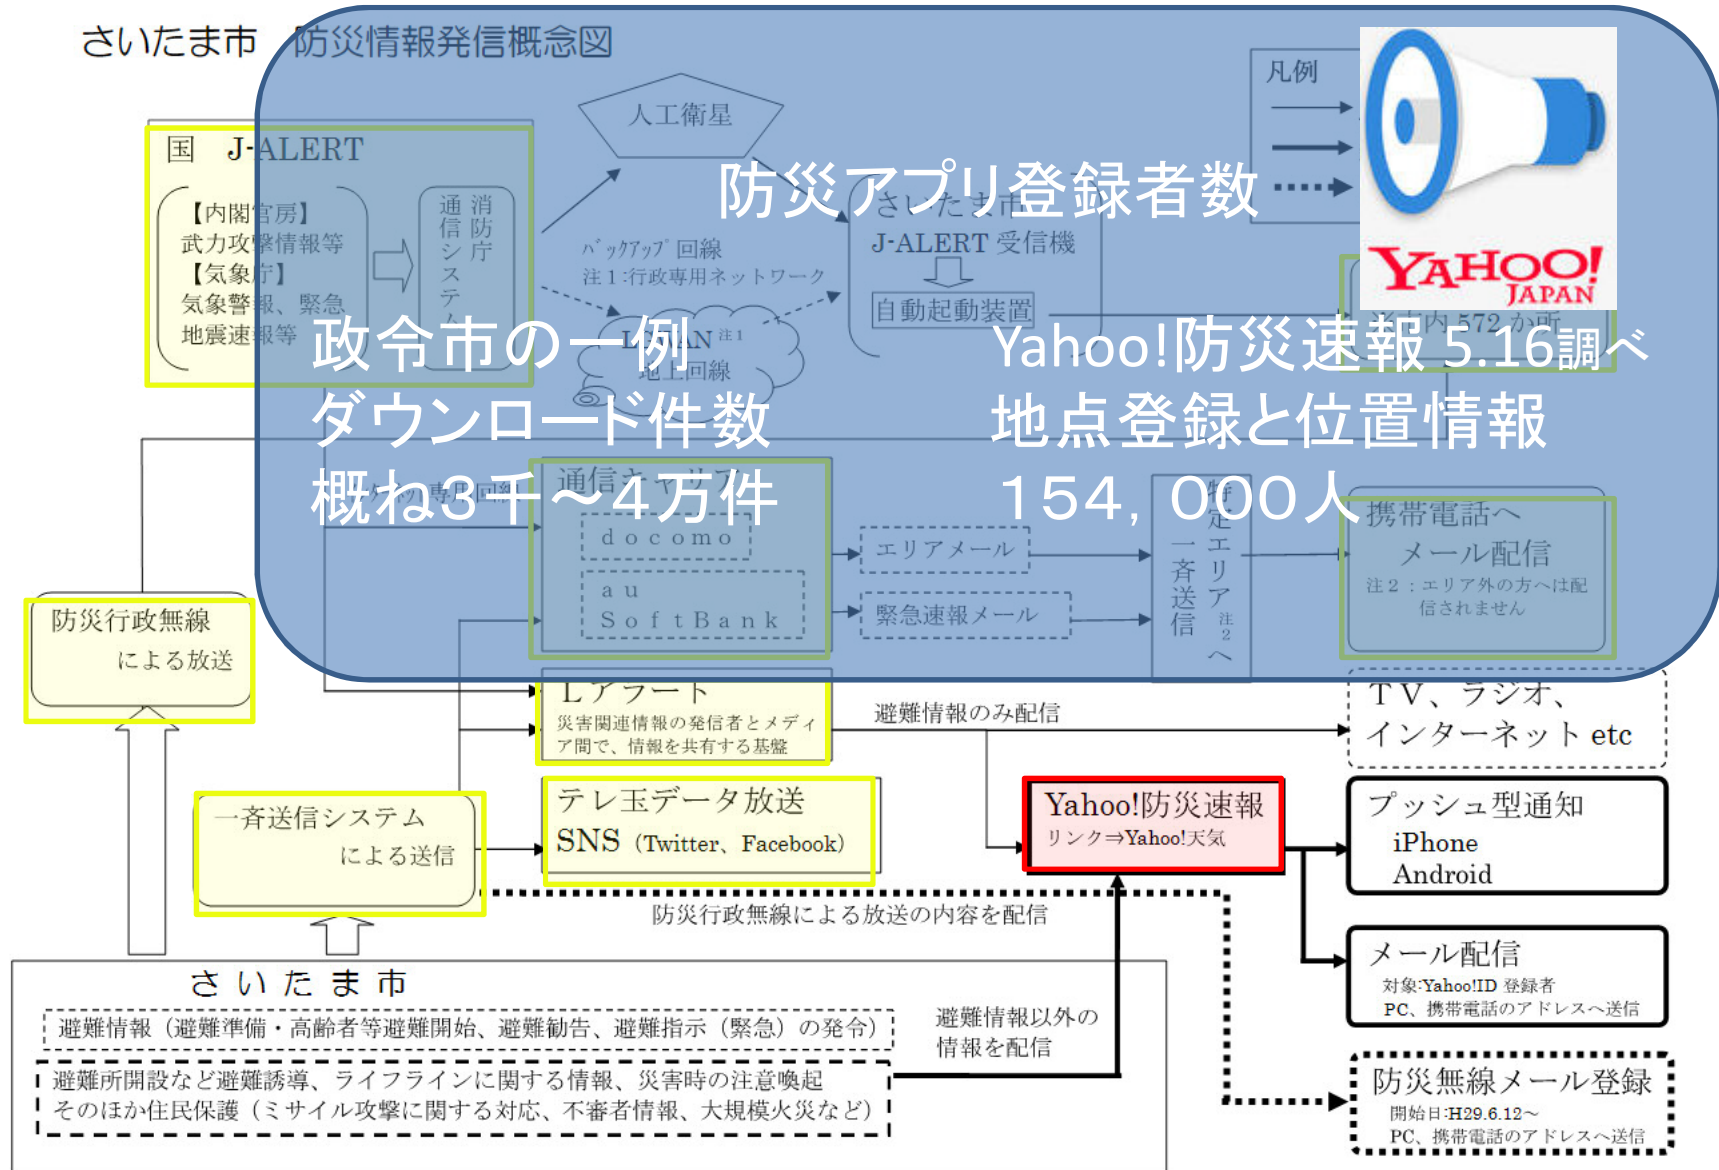 さいたま市　防災情報発信概念図
凡例
人工衛星
国　J-ALERT
【内閣官房】
武力攻撃情報等
【気象庁】
気象警報、緊急
地震速報等
消防庁
通信システム
ﾊﾞｯｸｱｯﾌﾟ回線
注1:行政専用ネットワーク
さいたま市
J-ALERT 受信機
自動起動装置
LGWAN 注1
地上回線
YAHOO!
JAPAN
防災アプリ登録者数
市内 572 か所
政令市の一例
ダウンロード件数
概ね3千～4万件
Yahoo!防災速報 5.16調べ
地点登録と位置情報
154,000人
専用回線
通信キャリア
docomo
au
SoftBank
エリアメール
緊急速報メール
特定エリア注2へ
一斉送信
携帯電話へ
メール配信
注2：エリア外の方へは配
信されません
防災行政無線
による放送
Lアラート
災害関連情報の発信者とメディ
ア間で、情報を共有する基盤
避難情報のみ配信
TV、ラジオ、
インターネット etc
一斉送信システム
による送信
テレ玉データ放送
SNS（Twitter、Facebook）
Yahoo!防災速報
リンク⇒Yahoo!天気
プッシュ型通知
iPhone
Android
防災行政無線による放送の内容を配信
メール配信
対象:Yahoo!ID 登録者
PC、携帯電話のアドレスへ送信
さいたま市
避難情報（避難準備・高齢者等避難開始、避難勧告、避難指示（緊急）の発令）
避難情報以外の
情報を配信
避難所開設など避難誘導、ライフラインに関する情報、災害時の注意喚起
そのほか住民保護（ミサイル攻撃に関する対応、不審者情報、大規模火災など）
防災無線メール登録
開始日:H29.6.12～
PC、携帯電話のアドレスへ送信